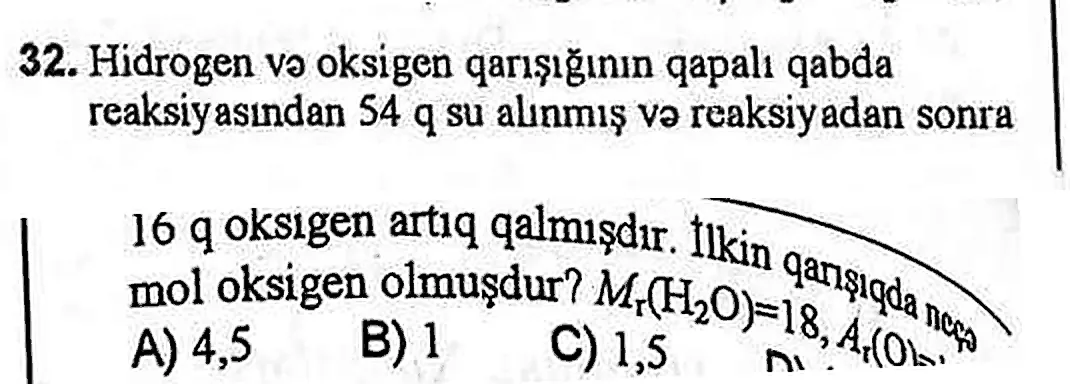 32. Hidrogen və oksigen qarışığının qapalı qabda
reaksiyasından 54 q su alınmış və reaksiyadan sonra
16 q oksigen artıq qalmışdır. İlkin qarışıqda neçə
mol oksigen olmuşdur? Mᵣ(H₂O)=18, Aᵣ(O)
A) 4,5 B) 1 C) 1,5